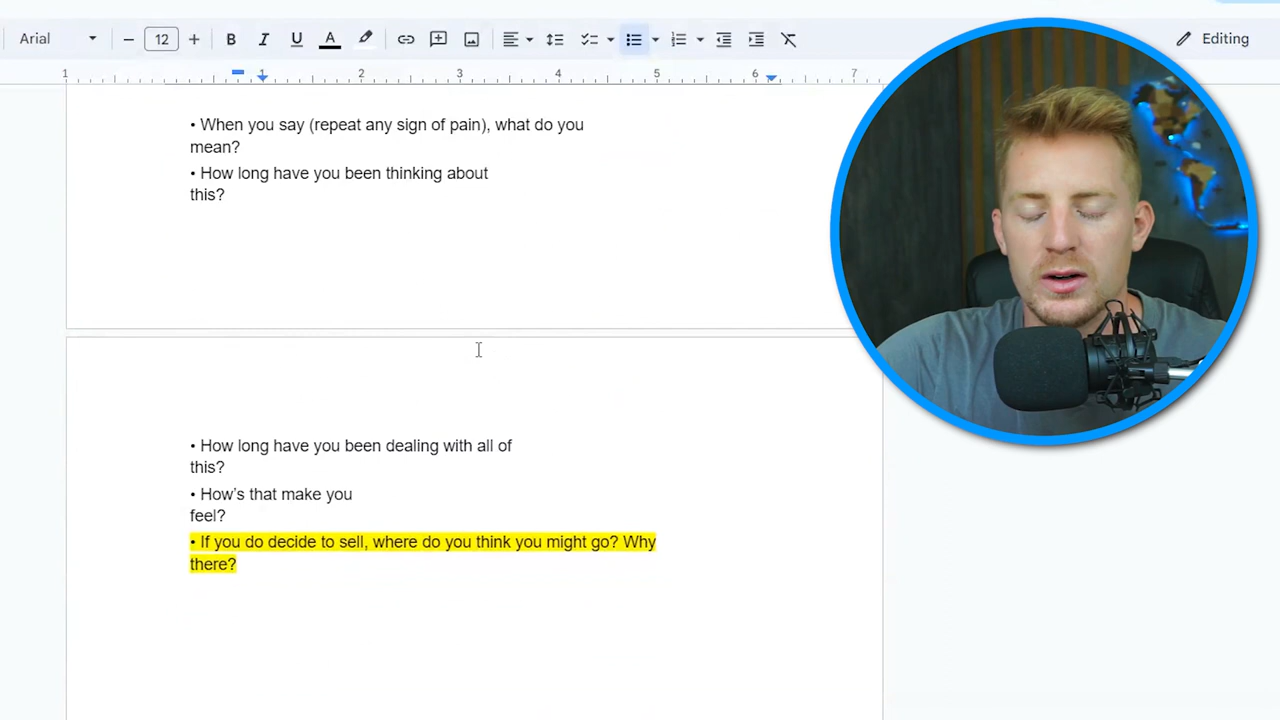 Arial
12
B
I
U
A
Editing
1
1
2
3
4
5
6
7
• When you say (repeat any sign of pain), what do you
mean?
• How long have you been thinking about
this?
• How long have you been dealing with all of
this?
• How’s that make you
feel?
• If you do decide to sell, where do you think you might go? Why
there?